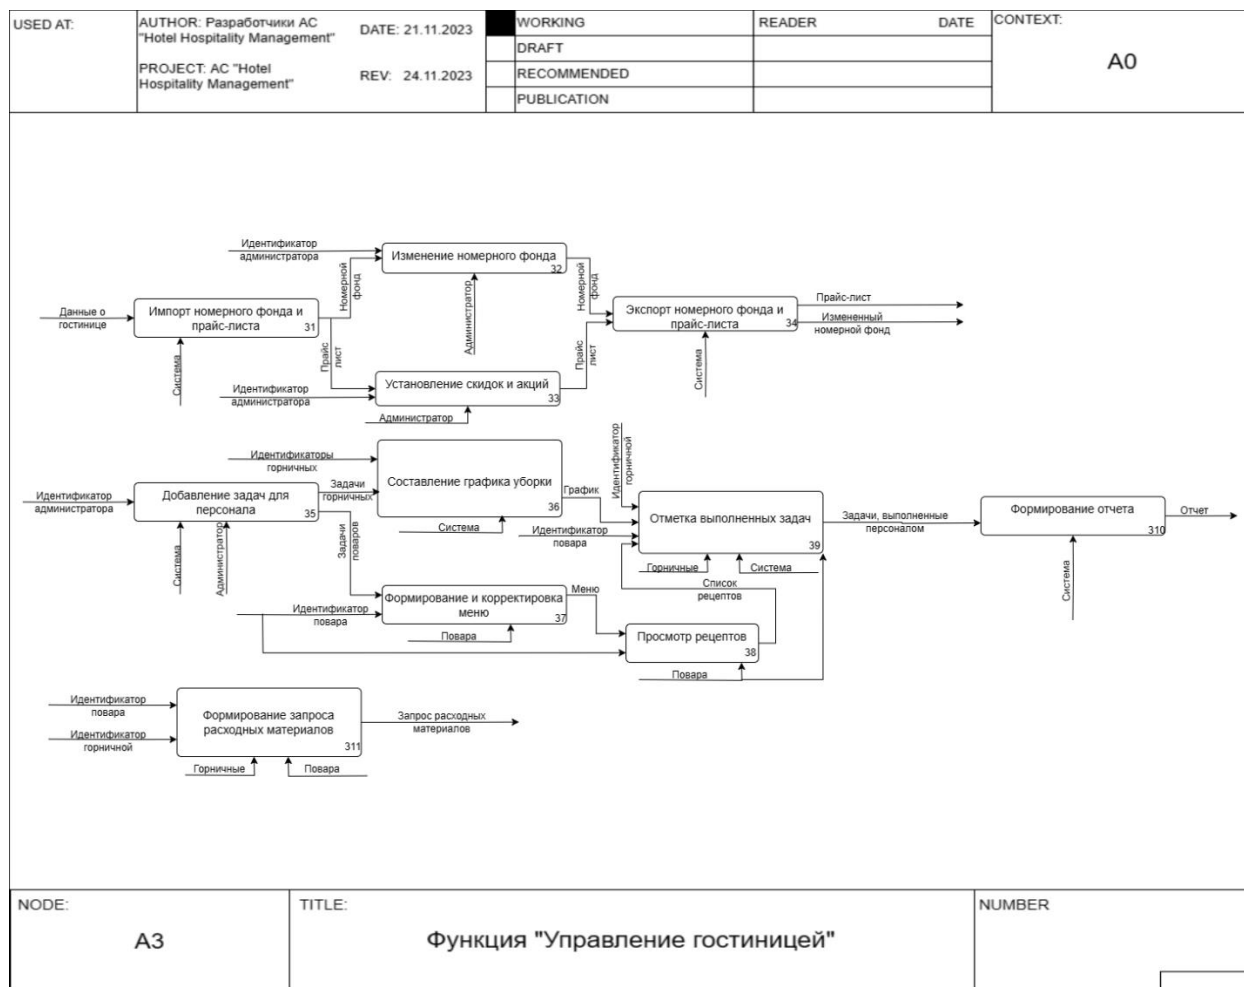 USED AT:
AUTHOR: Разработчики АС
"Hotel Hospitality Management"
DATE: 21.11.2023
PROJECT: АС "Hotel
Hospitality Management"
REV: 24.11.2023
WORKING
DRAFT
RECOMMENDED
PUBLICATION
READER
DATE
CONTEXT:
A0
Идентификатор
администратора
Номерной
фонд
Изменение номерного фонда
32
Администратор
Номерной
фонд
Данные о
гостинице
Импорт номерного фонда и
прайс-листа
31
Система
Прайс
лист
Экспорт номерного фонда и
прайс-листа
34
Система
Прайс-лист
Измененный
номерной фонд
Идентификатор
администратора
Установление скидок и акций
33
Администратор
Прайс
лист
Идентификаторы
горничных
Составление графика уборки
36
Система
График
Идентификатор
администратора
Добавление задач для
персонала
35
Система
Администратор
Задачи
горничных
Задачи
поваров
Идентификатор
горничной
Идентификатор
повара
Отметка выполненных задач
39
Горничные
Система
Задачи, выполненные
персоналом
Формирование отчета
310
Система
Отчет
Идентификатор
повара
Формирование и корректировка
меню
37
Повара
Меню
Список
рецептов
Просмотр рецептов
38
Повара
Идентификатор
повара
Идентификатор
горничной
Формирование запроса
расходных материалов
311
Горничные
Повара
Запрос расходных
материалов
NODE:
A3
TITLE:
Функция "Управление гостиницей"
NUMBER